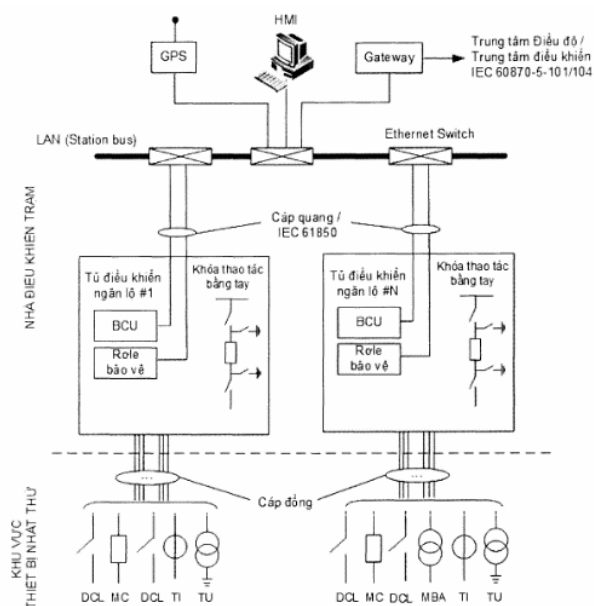 HMI
GPS
Gateway
Trung tâm Điều độ /
Trung tâm điều khiển
IEC 60870-5-101/104
LAN (Station bus)
Ethernet Switch
Cáp quang /
IEC 61850
NHÀ ĐIỀU KHIỂN TRẠM
Tủ điều khiển
ngăn lộ #1
Khóa thao tác
bằng tay
BCU
Rơle
bảo vệ
Tủ điều khiển
ngăn lộ #N
Khóa thao tác
bằng tay
BCU
Rơle
bảo vệ
...
Cáp đồng
...
KHU VỰC
THIẾT BỊ NHẤT THỨ
DCL MC DCL TI TU
DCL MC DCL MBA TI TU